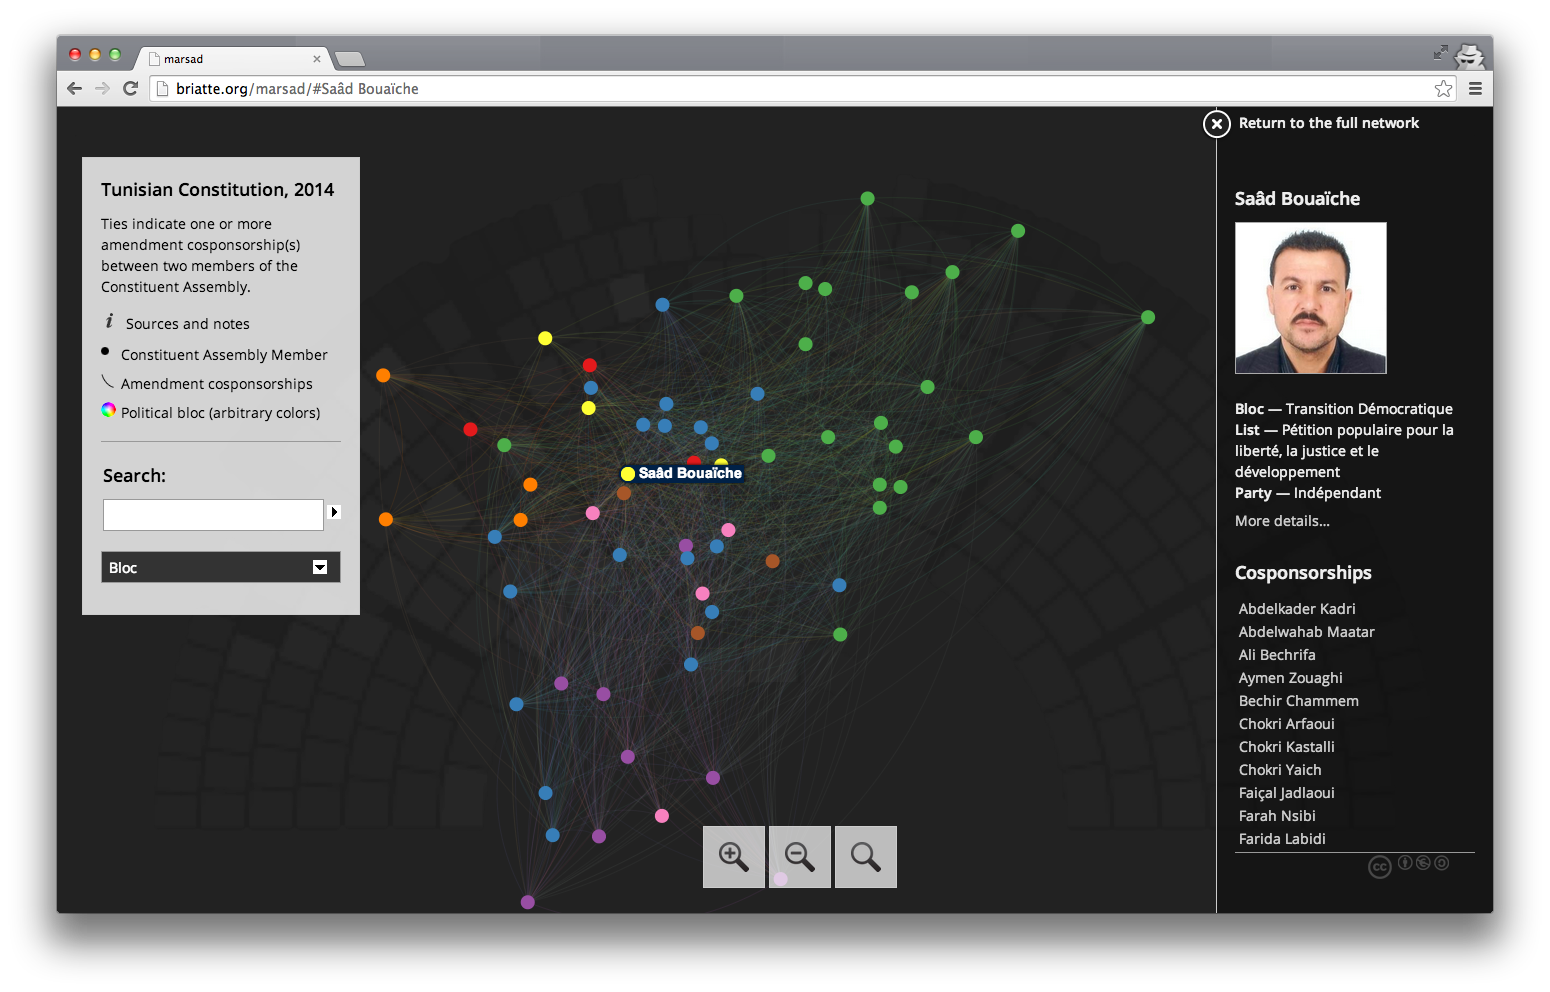 marsad
briatte.org/marsad/#Saâd Bouaïche
Return to the full network
Tunisian Constitution, 2014
Ties indicate one or more
amendment cosponsorship(s)
between two members of the
Constituent Assembly.
i Sources and notes
Constituent Assembly Member
Amendment cosponsorships
Political bloc (arbitrary colors)
Search:
Bloc
Saâd Bouaïche
Saâd Bouaïche
Bloc — Transition Démocratique
List — Pétition populaire pour la
liberté, la justice et le
développement
Party — Indépendant
More details...
Cosponsorships
Abdelkader Kadri
Abdelwahab Maatar
Ali Bechrifa
Aymen Zouaghi
Bechir Chammem
Chokri Arfaoui
Chokri Kastalli
Chokri Yaich
Faiçal Jadlaoui
Farah Nsibi
Farida Labidi
cc